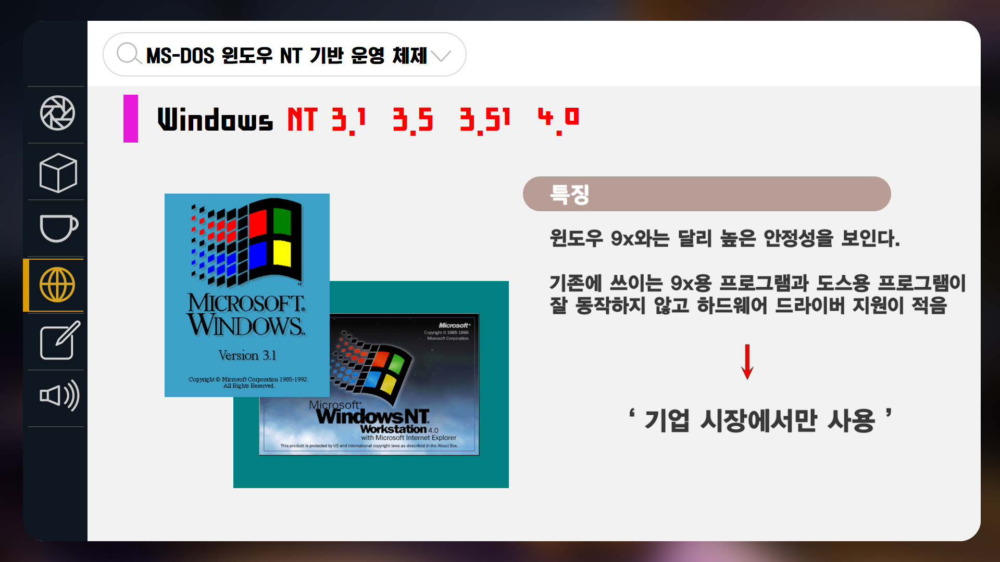 MS-DOS 윈도우 NT 기반 운영 체제
Windows NT 3.1 3.5 3.51 4.0
특징
윈도우 9x와는 달리 높은 안정성을 보인다.
기존에 쓰이는 9x용 프로그램과 도스용 프로그램이
잘 동작하지 않고 하드웨어 드라이버 지원이 적음
‘ 기업 시장에서만 사용 ’
MICROSOFT®
WINDOWS™
Version 3.1
Copyright © Microsoft Corporation 1985-1992.
All Rights Reserved.
Microsoft®
Copyright © 1985-1996
Microsoft Corporation
Microsoft®
Windows NT®
Workstation 4.0
with Microsoft Internet Explorer
This product is protected by US and international copyright laws as described in the About Box.